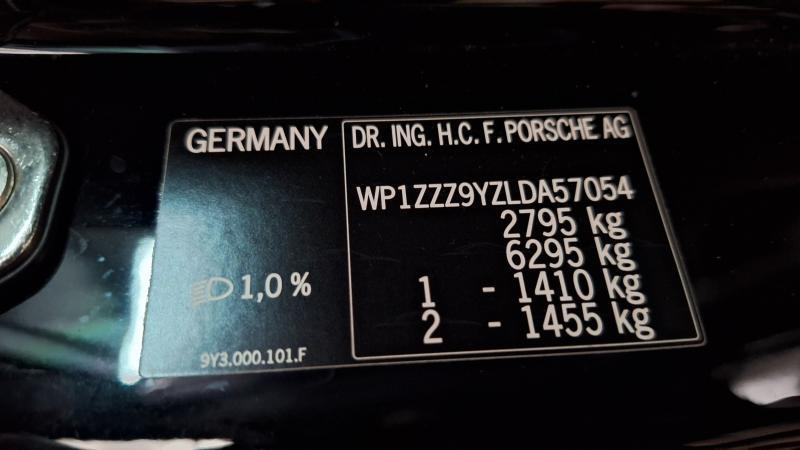 GERMANY
1,0 %
9Y3.000.101.F
DR. ING. H.C. F. PORSCHE AG
WP1ZZZ9YZLDA57054
2795 kg
6295 kg
1 - 1410 kg
2 - 1455 kg